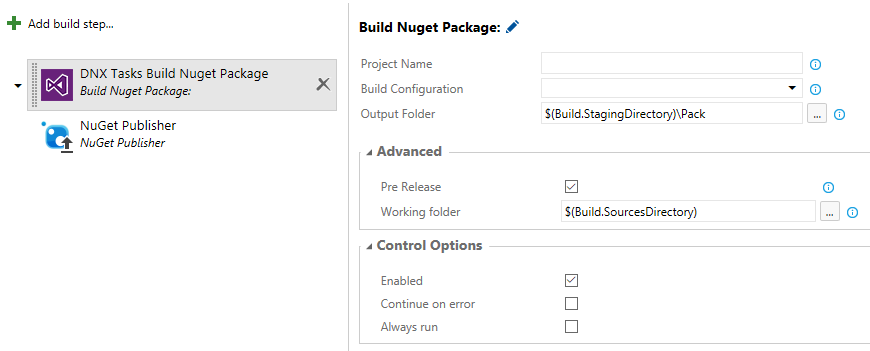 Add build step...
DNX Tasks Build Nuget Package
Build Nuget Package:
NuGet Publisher
NuGet Publisher
Build Nuget Package:
Project Name
Build Configuration
Output Folder $(Build.StagingDirectory)\Pack ...
Advanced
Pre Release
Working folder $(Build.SourcesDirectory) ...
Control Options
Enabled
Continue on error
Always run